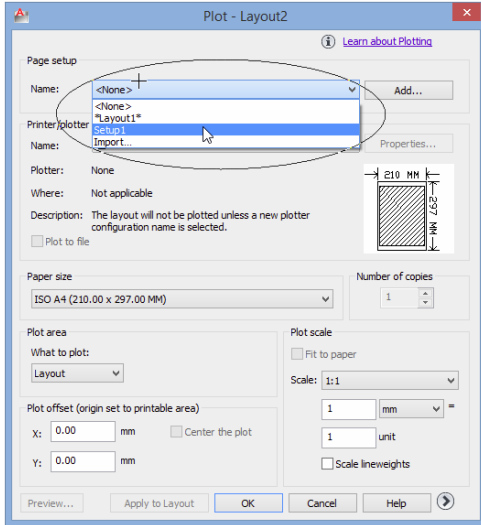 Plot - Layout2
Learn about Plotting
Page setup
Name: <None> Add...
<None>
*Layout1*
Setup1
Import...
Printer/plotter
Name: Properties...
Plotter: None
Where: Not applicable
Description: The layout will not be plotted unless a new plotter
configuration name is selected.
Plot to file
210 MM
297 MM
Paper size
ISO A4 (210.00 x 297.00 MM)
Number of copies
1
Plot area
What to plot:
Layout
Plot scale
Fit to paper
Scale: 1:1
1 mm =
1 unit
Scale lineweights
Plot offset (origin set to printable area)
X: 0.00 mm Center the plot
Y: 0.00 mm
Preview... Apply to Layout OK Cancel Help